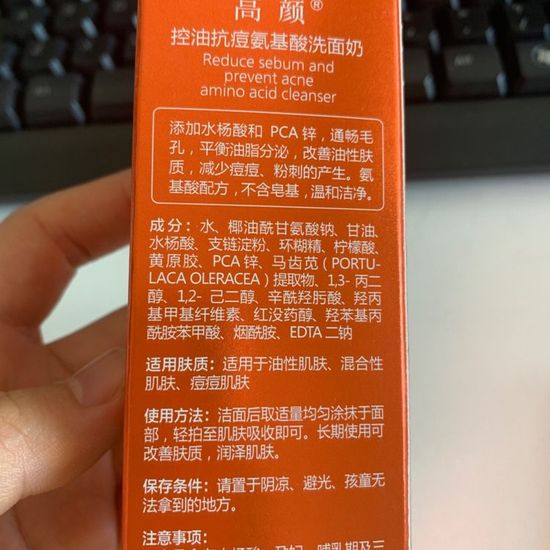 高颜®
控油抗痘氨基酸洗面奶
Reduce sebum and
prevent acne
amino acid cleanser
添加水杨酸和 PCA 锌，通畅毛
孔，平衡油脂分泌，改善油性肤
质，减少痘痘、粉刺的产生。氨
基酸配方，不含皂基，温和洁净。
成分：水、椰油酰甘氨酸钠、甘油、
水杨酸、支链淀粉、环糊精、柠檬酸、
黄原胶、PCA 锌、马齿苋（PORTU-
LACA OLERACEA）提取物、1,3- 丙二
醇、1,2- 己二醇、辛酰羟肟酸、羟丙
基甲基纤维素、红没药醇、羟苯基丙
酰胺苯甲酸、烟酰胺、EDTA 二钠
适用肤质：适用于油性肌肤、混合性
肌肤、痘痘肌肤
使用方法：洁面后取适量均匀涂抹于面
部，轻拍至肌肤吸收即可。长期使用可
改善肤质，润泽肌肤。
保存条件：请置于阴凉、避光、孩童无
法拿到的地方。
注意事项：